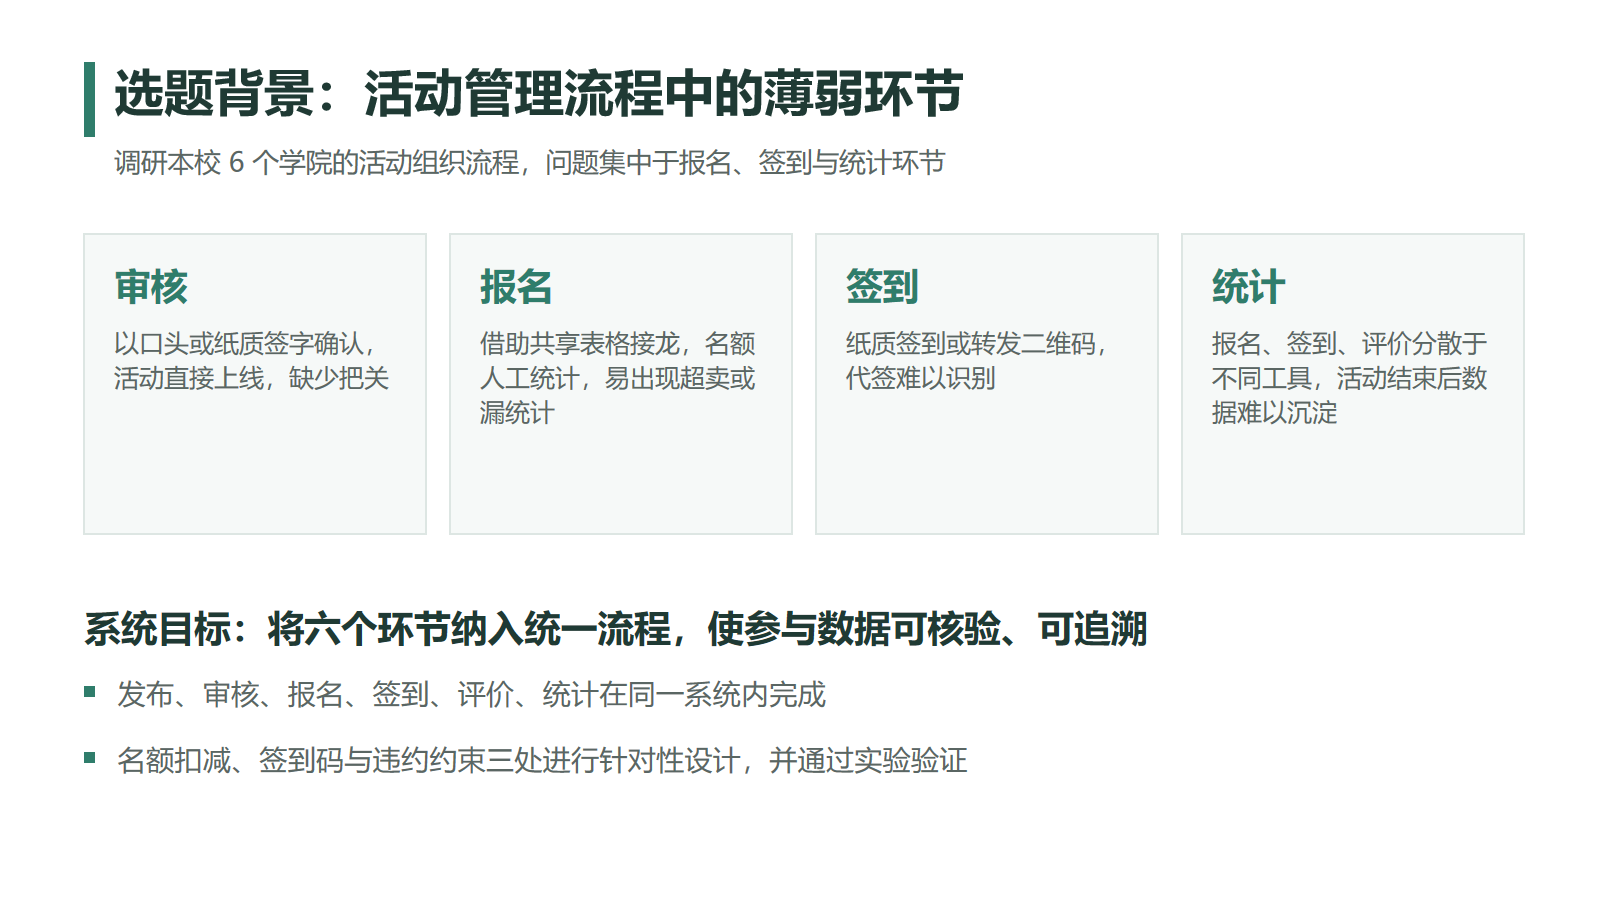 选题背景：活动管理流程中的薄弱环节
调研本校 6 个学院的活动组织流程，问题集中于报名、签到与统计环节
审核
以口头或纸质签字确认，
活动直接上线，缺少把关
报名
借助共享表格接龙，名额
人工统计，易出现超卖或
漏统计
签到
纸质签到或转发二维码，
代签难以识别
统计
报名、签到、评价分散于
不同工具，活动结束后数
据难以沉淀
系统目标：将六个环节纳入统一流程，使参与数据可核验、可追溯
发布、审核、报名、签到、评价、统计在同一系统内完成
名额扣减、签到码与违约约束三处进行针对性设计，并通过实验验证